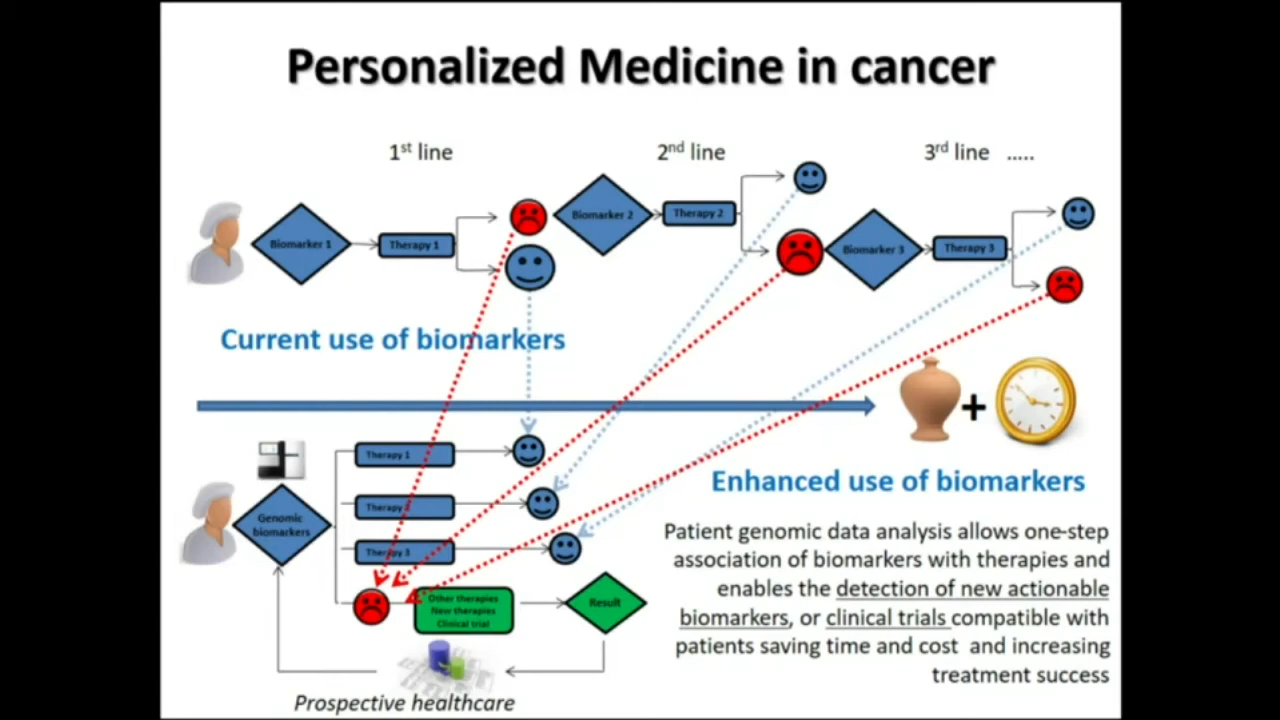 Personalized Medicine in cancer
1st line
2nd line
3rd line .....
Biomarker 1
Therapy 1
Biomarker 2
Therapy 2
Biomarker 3
Therapy 3
Current use of biomarkers
+
Therapy 1
Therapy
Therapy 3
Genomic
biomarkers
Other therapies
New therapies
Clinical trial
Result
Prospective healthcare
Enhanced use of biomarkers
Patient genomic data analysis allows one-step
association of biomarkers with therapies and
enables the detection of new actionable
biomarkers, or clinical trials compatible with
patients saving time and cost and increasing
treatment success